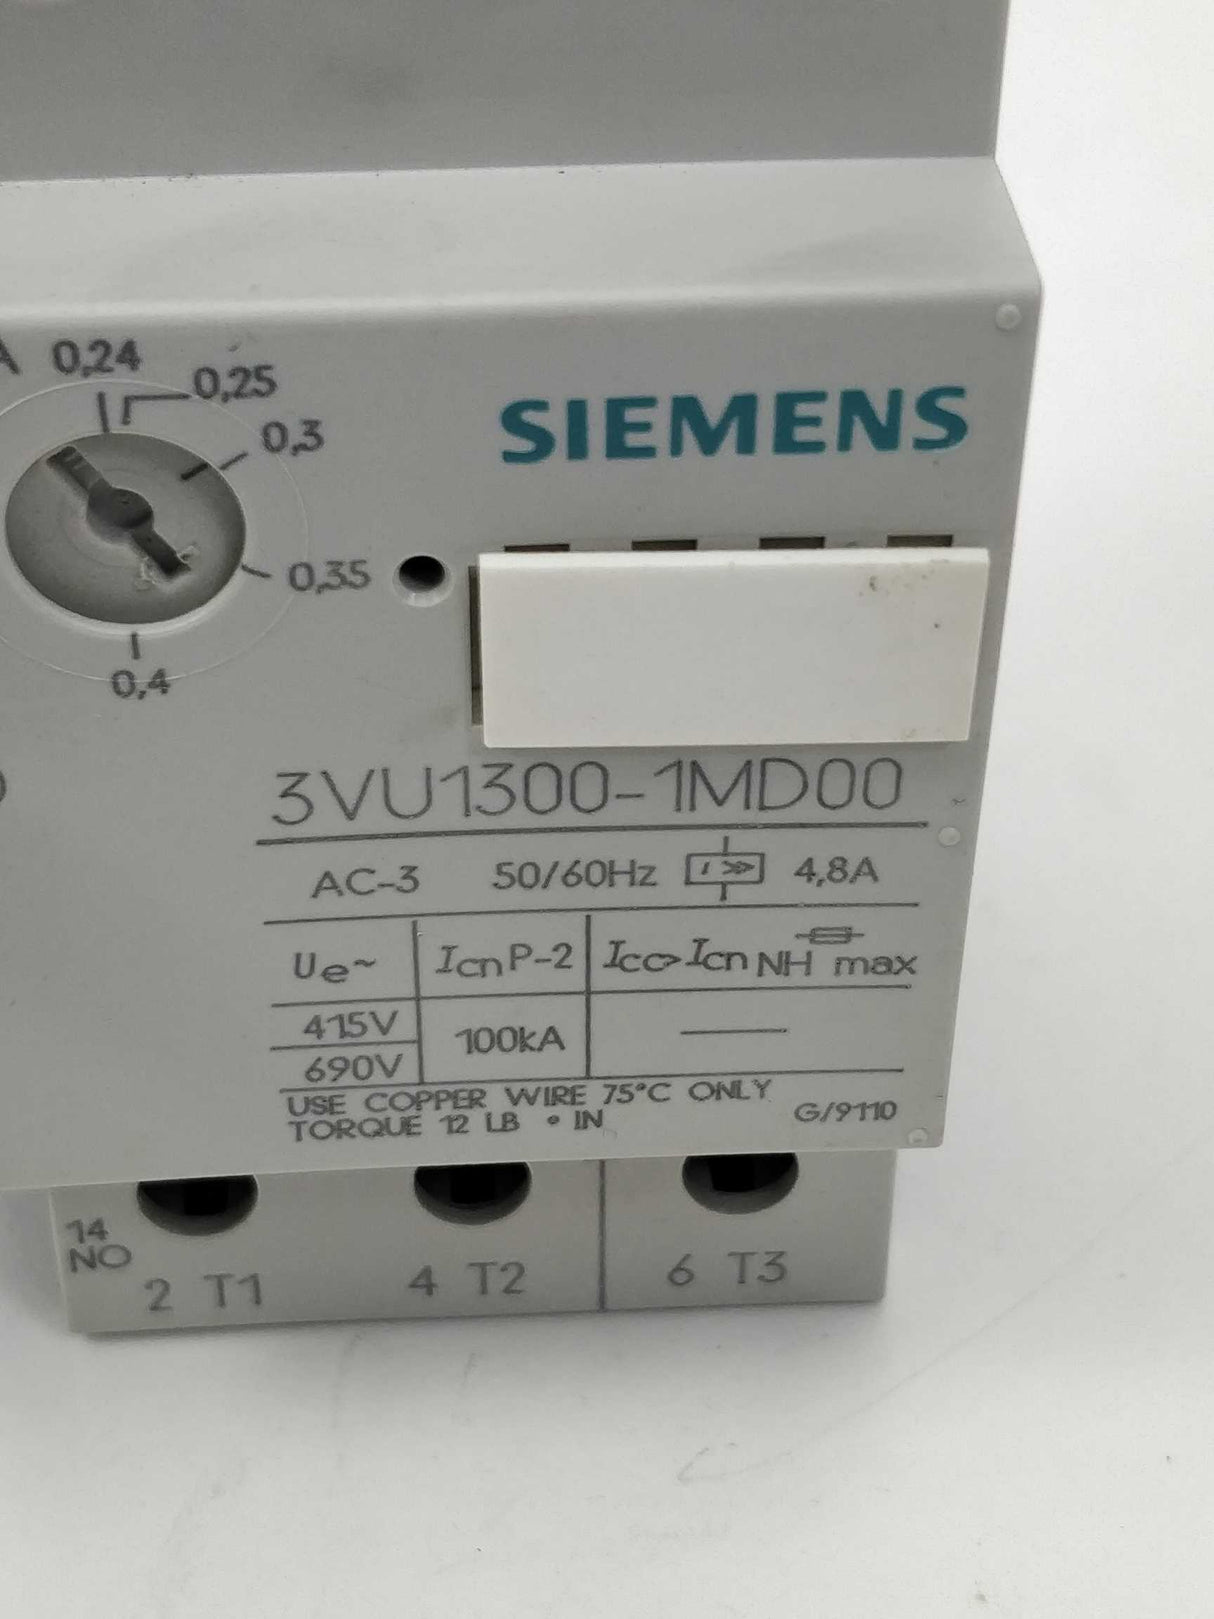 A 0,24
0,25
0,3
0,35
0,4
SIEMENS
3VU1300-1MD00
AC-3 50/60Hz I >> 4,8A
Ue~ IcnP-2 Icc>Icn NH max
415V 100kA
690V
USE COPPER WIRE 75°C ONLY
TORQUE 12 LB • IN G/9110
14
NO
2 T1 4 T2 6 T3